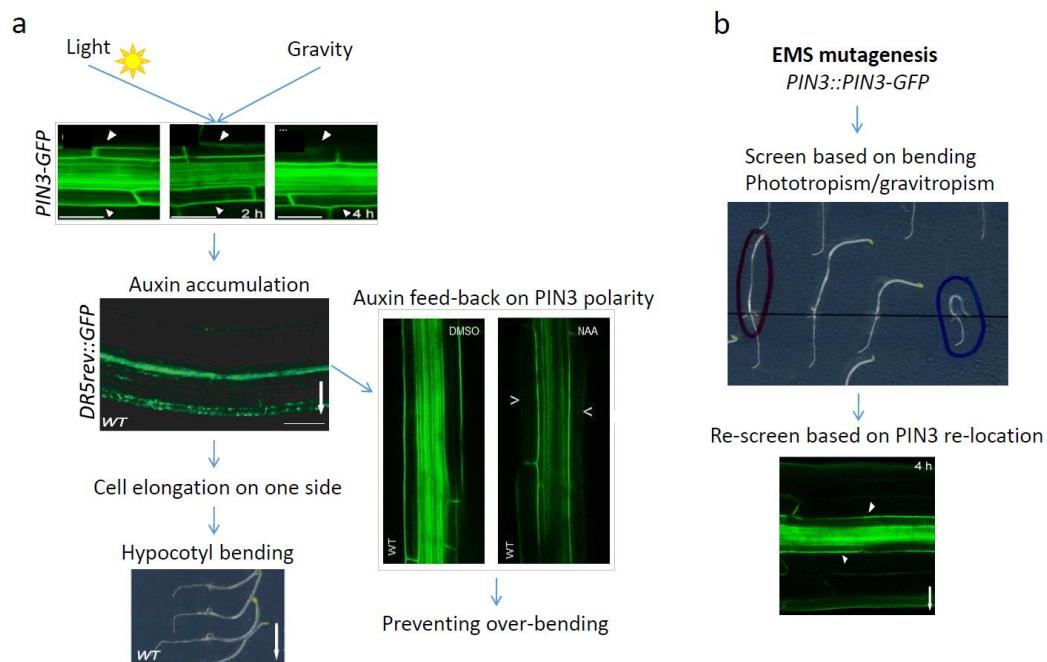 a
Light
Gravity
PIN3-GFP
2 h
4 h
Auxin accumulation
DR5rev::GFP
WT
Cell elongation on one side
Hypocotyl bending
WT
Auxin feed-back on PIN3 polarity
DMSO
WT
NAA
WT
>
<
Preventing over-bending
b
EMS mutagenesis
PIN3::PIN3-GFP
Screen based on bending
Phototropism/gravitropism
Re-screen based on PIN3 re-location
4 h